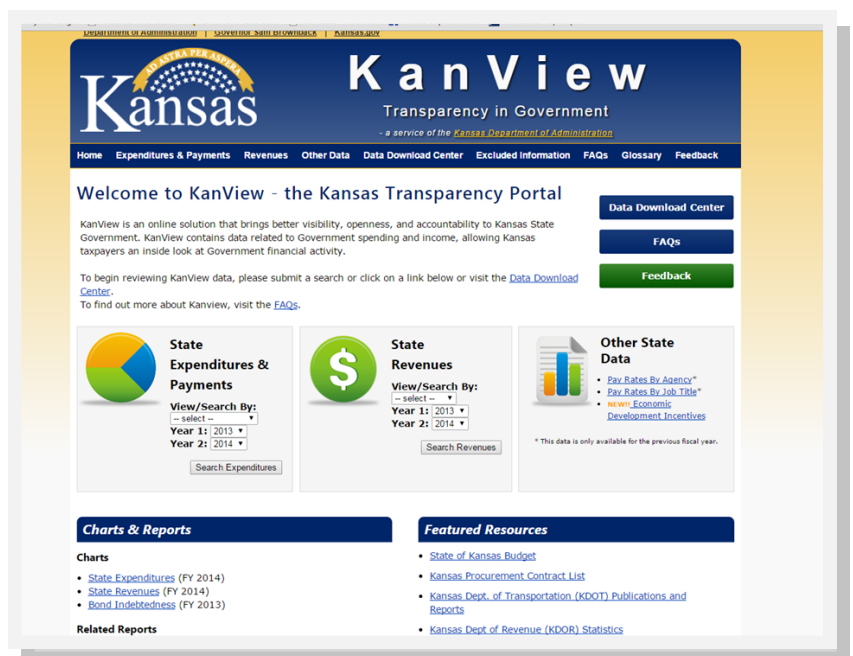 Department of Administration | Governor Sam Brownback | Kansas.gov
AD ASTRA PER ASPERA
Kansas
KanView
Transparency in Government
- a service of the Kansas Department of Administration
Home Expenditures & Payments Revenues Other Data Data Download Center Excluded Information FAQs Glossary Feedback
Welcome to KanView - the Kansas Transparency Portal
KanView is an online solution that brings better visibility, openness, and accountability to Kansas State
Government. KanView contains data related to Government spending and income, allowing Kansas
taxpayers an inside look at Government financial activity.
To begin reviewing KanView data, please submit a search or click on a link below or visit the Data Download
Center.
To find out more about Kanview, visit the FAQs.
Data Download Center
FAQs
Feedback
State
Expenditures &
Payments
View/Search By:
-- select --
Year 1: 2013
Year 2: 2014
Search Expenditures
$
State
Revenues
View/Search By:
-- select --
Year 1: 2013
Year 2: 2014
Search Revenues
Other State
Data
• Pay Rates By Agency*
• Pay Rates By Job Title*
• NEW!! Economic
Development Incentives
* This data is only available for the previous fiscal year.
Charts & Reports
Charts
• State Expenditures (FY 2014)
• State Revenues (FY 2014)
• Bond Indebtedness (FY 2013)
Related Reports
Featured Resources
• State of Kansas Budget
• Kansas Procurement Contract List
• Kansas Dept. of Transportation (KDOT) Publications and
Reports
• Kansas Dept of Revenue (KDOR) Statistics